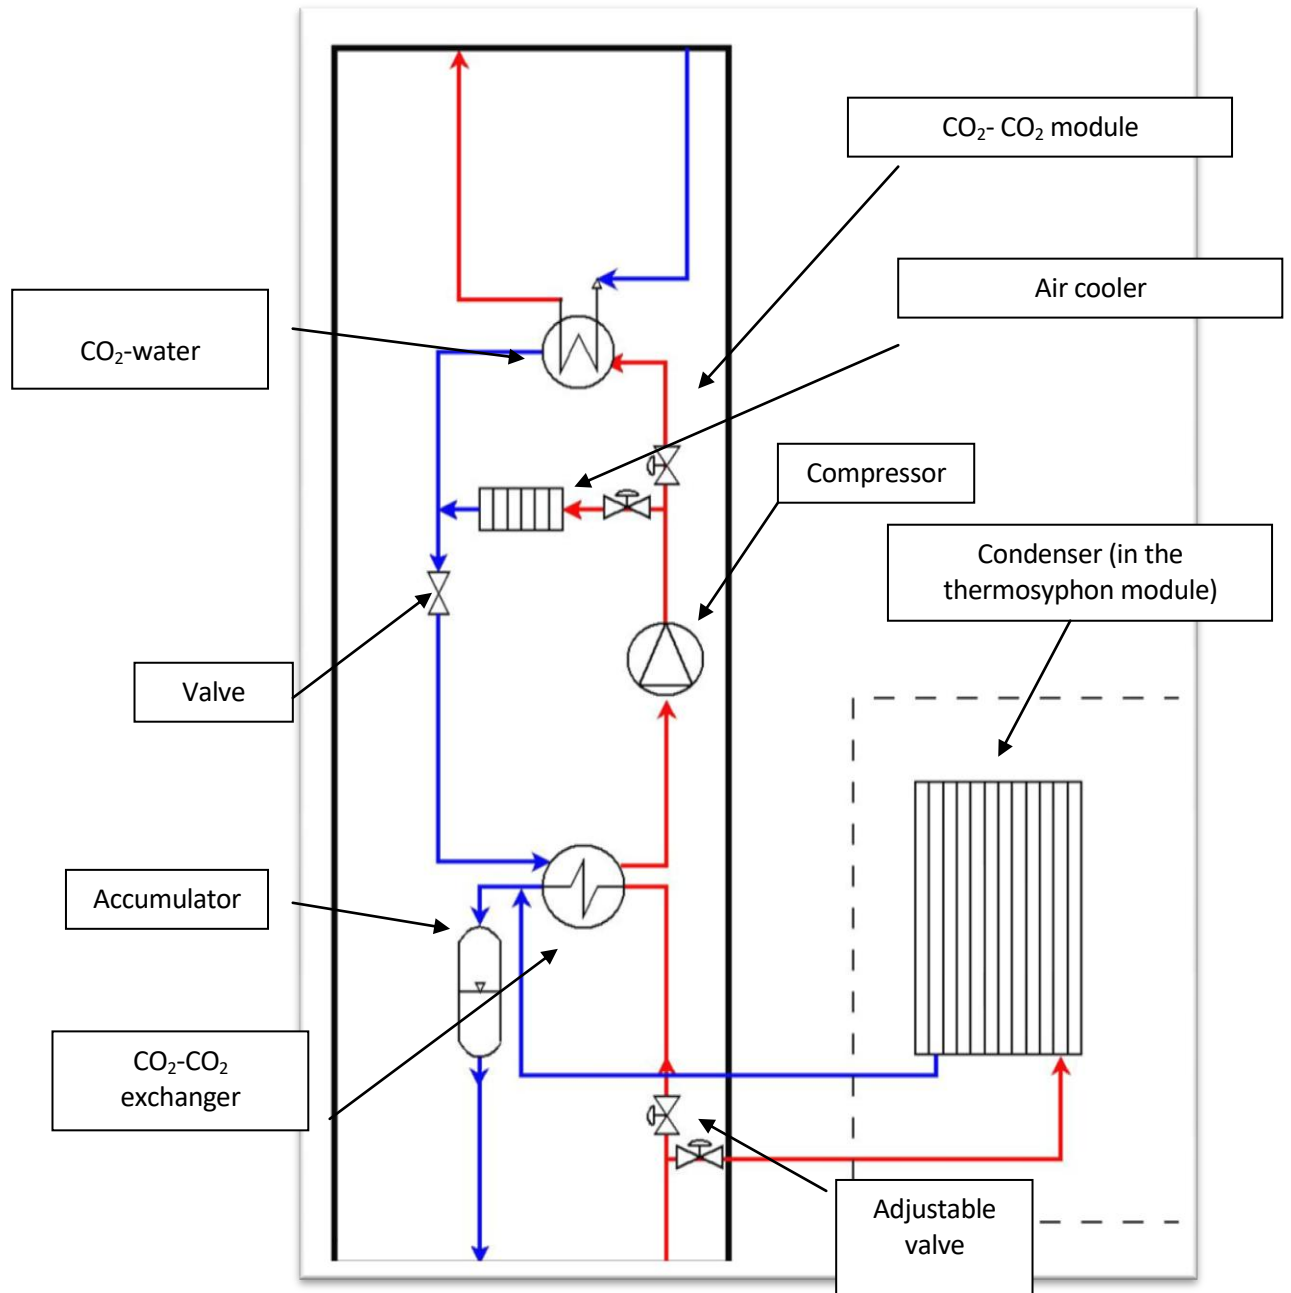 CO₂- CO₂ module
Air cooler
CO₂-water
Compressor
Condenser (in the
thermosyphon module)
Valve
Accumulator
CO₂-CO₂
exchanger
Adjustable
valve